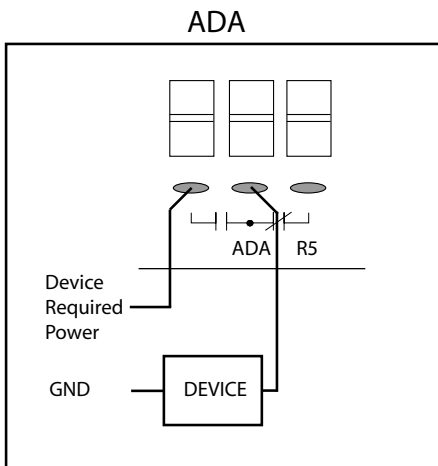 ADA
ADA R5
Device
Required
Power
GND DEVICE